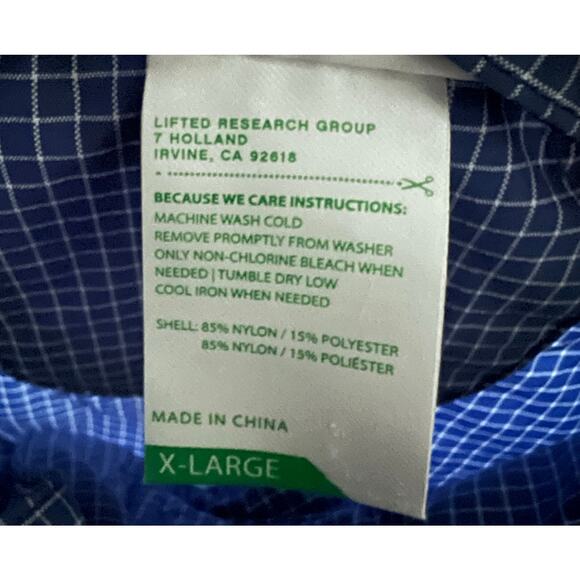 LIFTED RESEARCH GROUP
7 HOLLAND
IRVINE, CA 92618
BECAUSE WE CARE INSTRUCTIONS:
MACHINE WASH COLD
REMOVE PROMPTLY FROM WASHER
ONLY NON-CHLORINE BLEACH WHEN
NEEDED | TUMBLE DRY LOW
COOL IRON WHEN NEEDED
SHELL: 85% NYLON / 15% POLYESTER
85% NYLON / 15% POLIÉSTER
MADE IN CHINA
X-LARGE